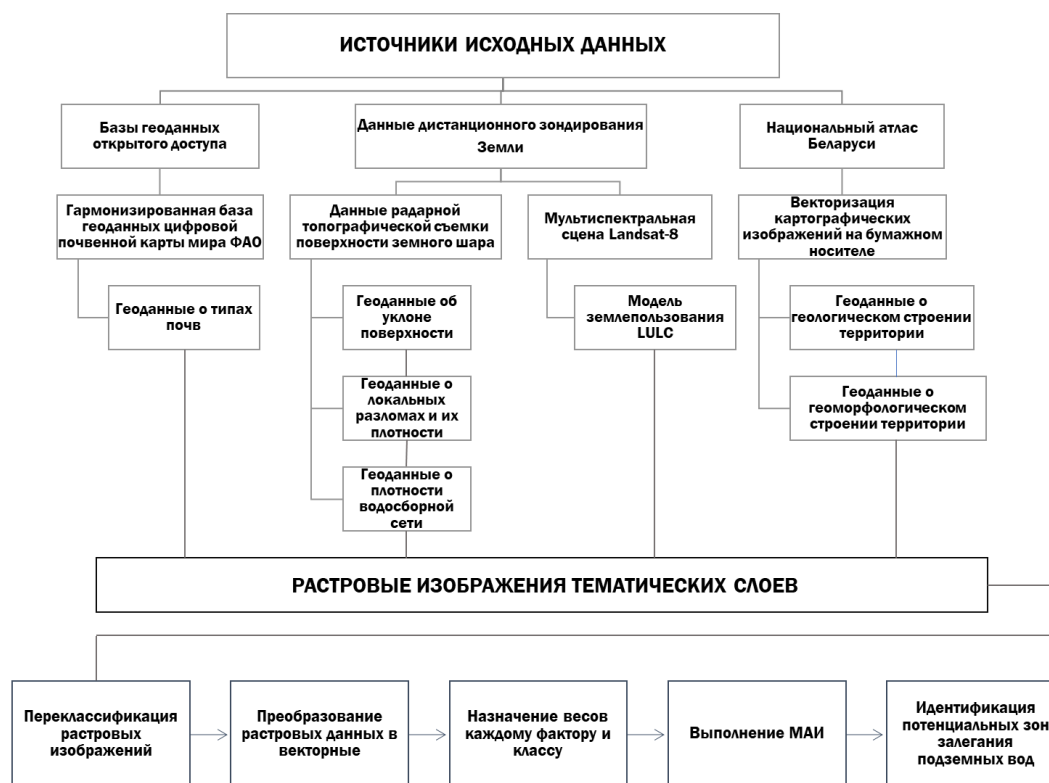 ИСТОЧНИКИ ИСХОДНЫХ ДАННЫХ
Базы геоданных
открытого доступа
Данные дистанционного зондирования
Земли
Национальный атлас
Беларуси
Гармонизированная база
геоданных цифровой
почвенной карты мира ФАО
Данные радарной
топографической съемки
поверхности земного шара
Мультиспектральная
сцена Landsat-8
Векторизация
картографических
изображений на бумажном
носителе
Геоданные о типах
почв
Геоданные об
уклоне
поверхности
Модель
землепользования
LULC
Геоданные о
геологическом строении
территории
Геоданные о
локальных
разломах и их
плотности
Геоданные о
геоморфологическом
строении территории
Геоданные о
плотности
водосборной
сети
РАСТРОВЫЕ ИЗОБРАЖЕНИЯ ТЕМАТИЧЕСКИХ СЛОЕВ
Переклассификация
растровых
изображений
Преобразование
растровых данных в
векторные
Назначение весов
каждому фактору и
классу
Выполнение МАИ
Идентификация
потенциальных зон
залегания
подземных вод